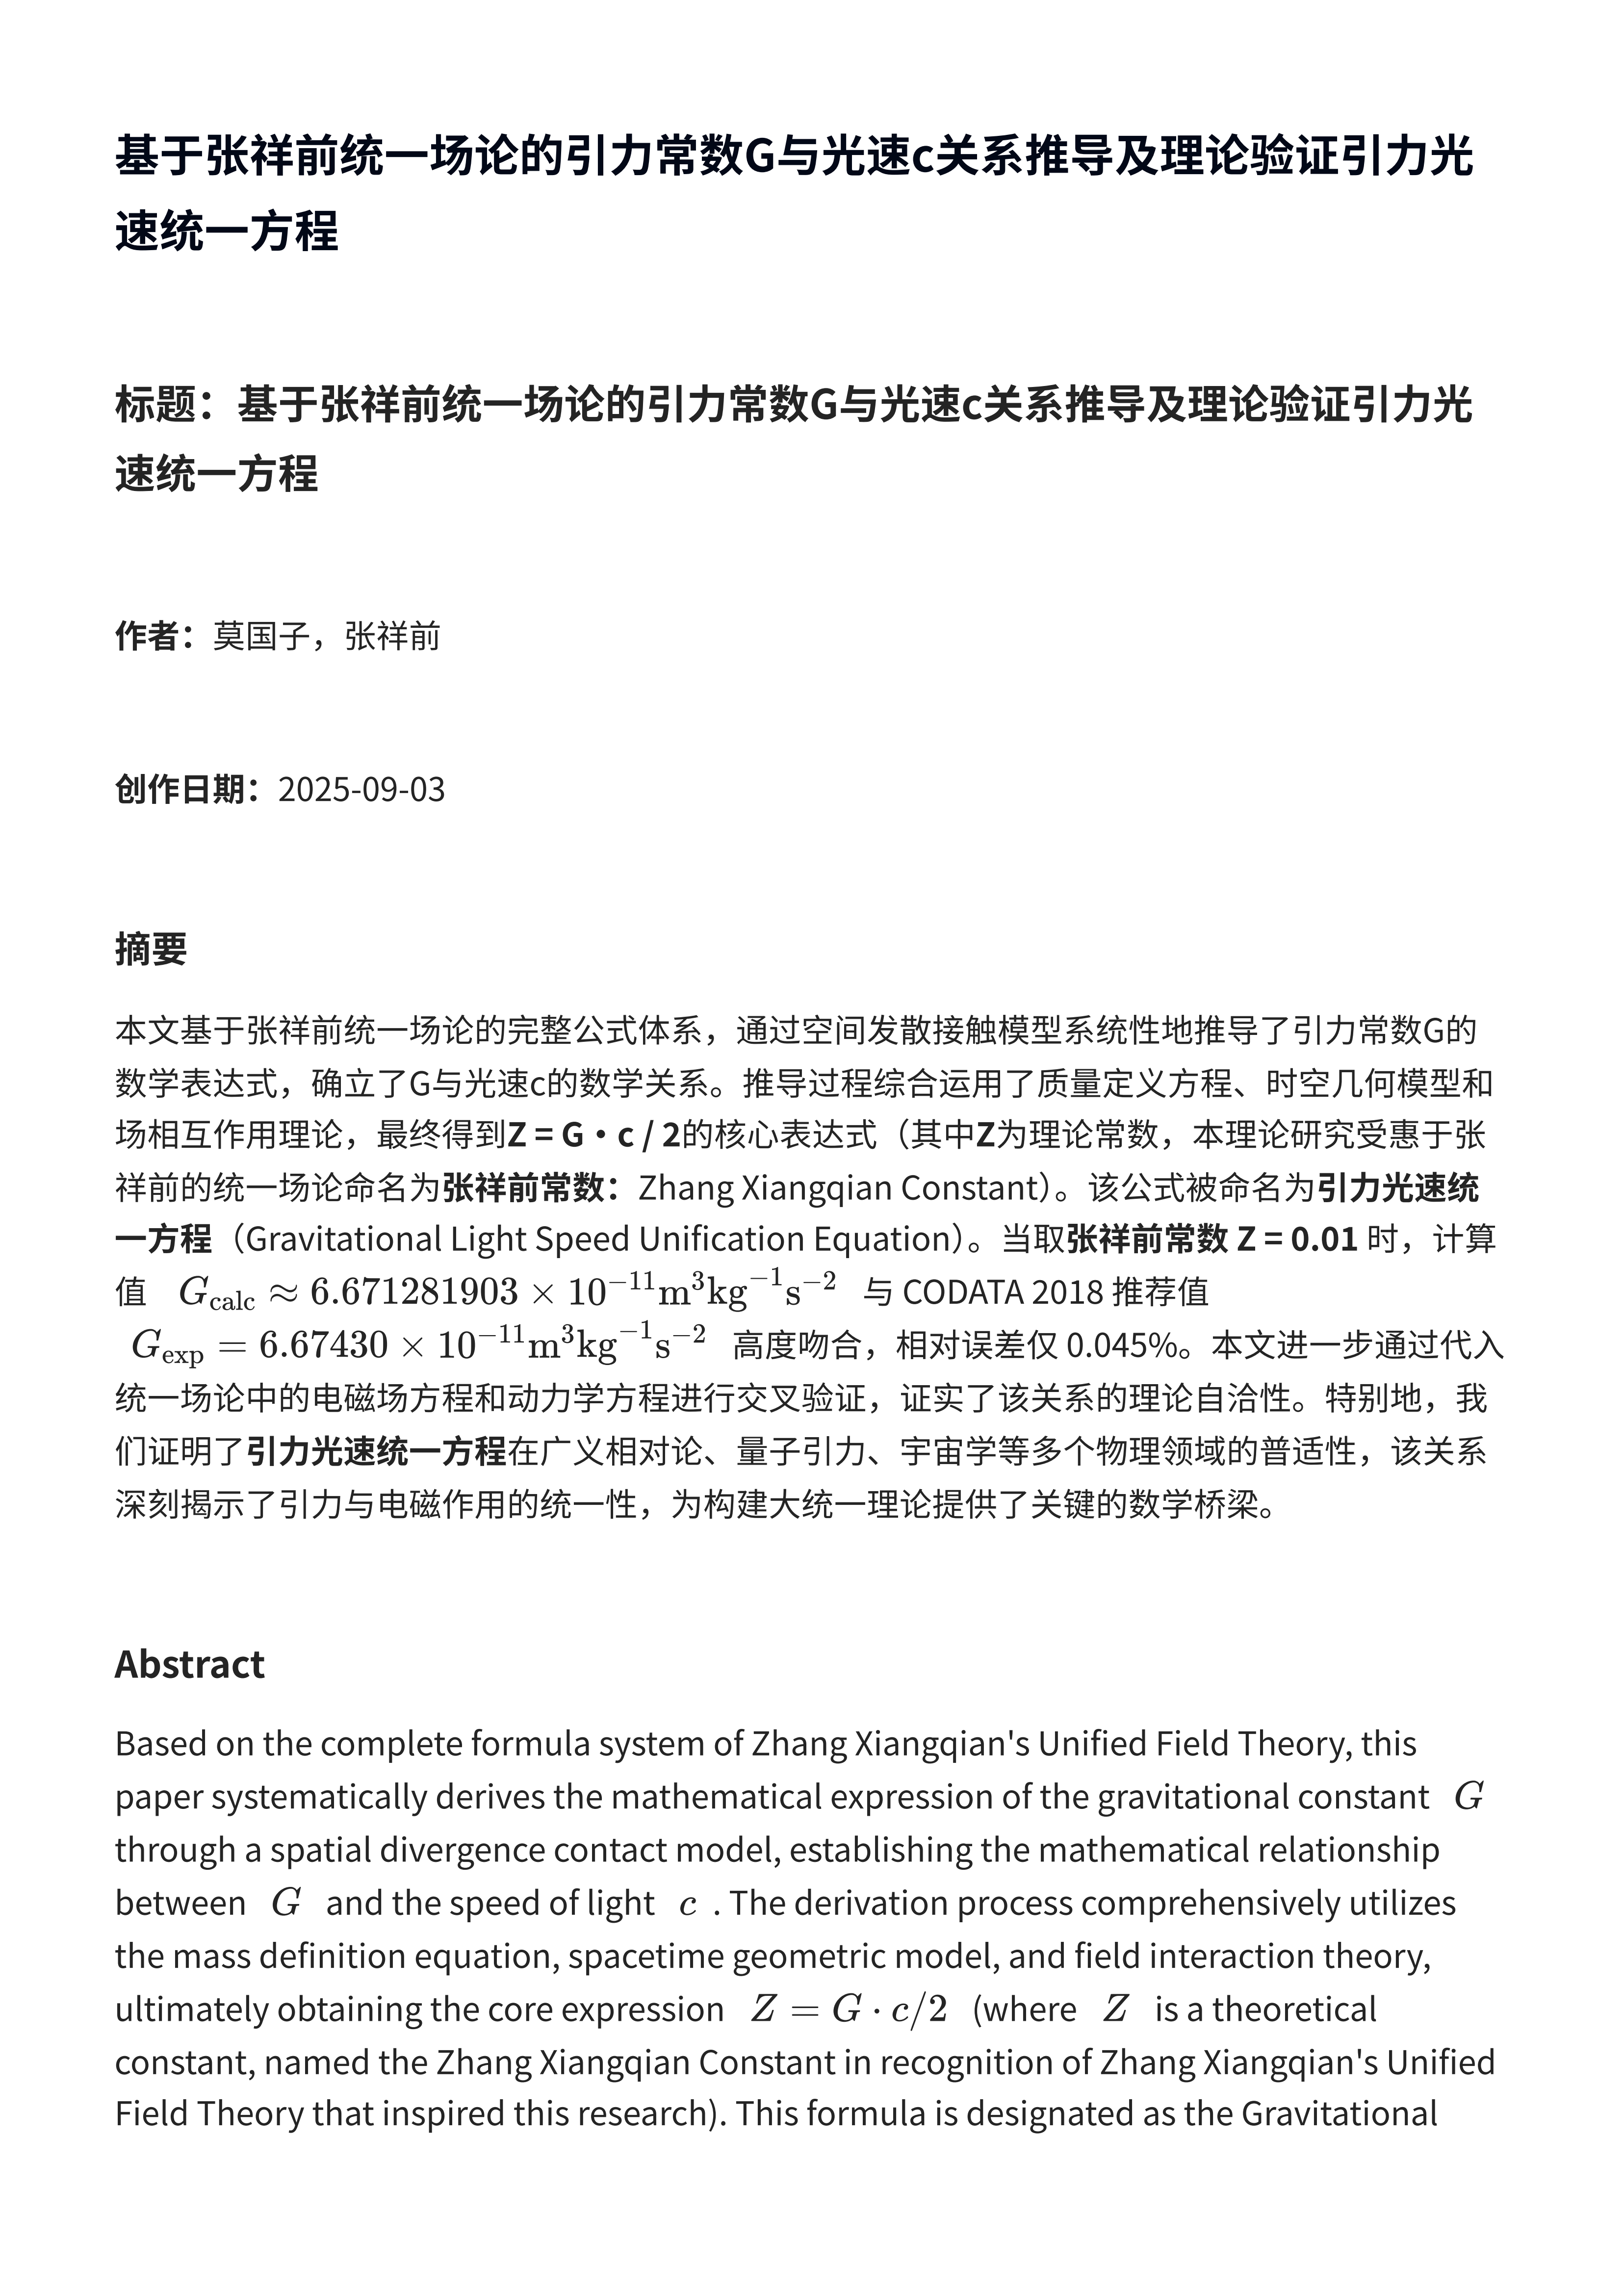 基于张祥前统一场论的引力常数G与光速c关系推导及理论验证引力光
速统一方程
标题：基于张祥前统一场论的引力常数G与光速c关系推导及理论验证引力光
速统一方程
作者：莫国子，张祥前
创作日期：2025-09-03
摘要
本文基于张祥前统一场论的完整公式体系，通过空间发散接触模型系统性地推导了引力常数G的
数学表达式，确立了G与光速c的数学关系。推导过程综合运用了质量定义方程、时空几何模型和
场相互作用理论，最终得到Z = G · c / 2的核心表达式（其中Z为理论常数，本理论研究受惠于张
祥前的统一场论命名为张祥前常数：Zhang Xiangqian Constant）。该公式被命名为引力光速统
一方程（Gravitational Light Speed Unification Equation）。当取张祥前常数 Z = 0.01 时，计算
值 G_calc ≈ 6.671281903 × 10⁻¹¹m³kg⁻¹s⁻² 与 CODATA 2018 推荐值
G_exp = 6.67430 × 10⁻¹¹m³kg⁻¹s⁻² 高度吻合，相对误差仅 0.045%。本文进一步通过代入
统一场论中的电磁场方程和动力学方程进行交叉验证，证实了该关系的理论自洽性。特别地，我
们证明了引力光速统一方程在广义相对论、量子引力、宇宙学等多个物理领域的普适性，该关系
深刻揭示了引力与电磁作用的统一性，为构建大统一理论提供了关键的数学桥梁。
Abstract
Based on the complete formula system of Zhang Xiangqian's Unified Field Theory, this
paper systematically derives the mathematical expression of the gravitational constant G
through a spatial divergence contact model, establishing the mathematical relationship
between G and the speed of light c . The derivation process comprehensively utilizes
the mass definition equation, spacetime geometric model, and field interaction theory,
ultimately obtaining the core expression Z = G · c/2 (where Z is a theoretical
constant, named the Zhang Xiangqian Constant in recognition of Zhang Xiangqian's Unified
Field Theory that inspired this research). This formula is designated as the Gravitational